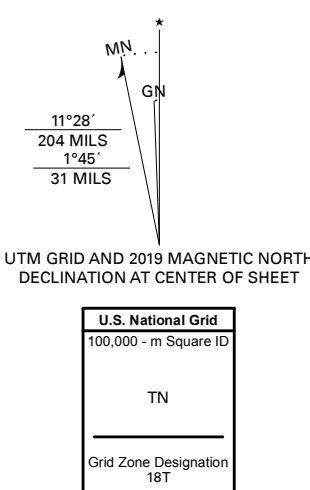 ★
MN
GN
11°28´
204 MILS
1°45´
31 MILS
UTM GRID AND 2019 MAGNETIC NORTH
DECLINATION AT CENTER OF SHEET
U.S. National Grid
100,000 - m Square ID
TN
Grid Zone Designation
18T